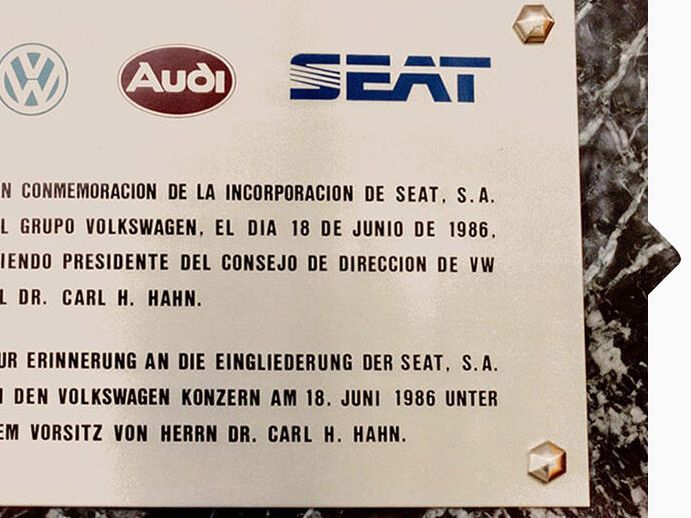 VW Audi SEAT
N CONMEMORACION DE LA INCORPORACION DE SEAT, S.A.
L GRUPO VOLKSWAGEN, EL DIA 18 DE JUNIO DE 1986,
IENDO PRESIDENTE DEL CONSEJO DE DIRECCION DE VW
L DR. CARL H. HAHN.
UR ERINNERUNG AN DIE EINGLIEDERUNG DER SEAT, S.A.
DEN VOLKSWAGEN KONZERN AM 18. JUNI 1986 UNTER
EM VORSITZ VON HERRN DR. CARL H. HAHN.